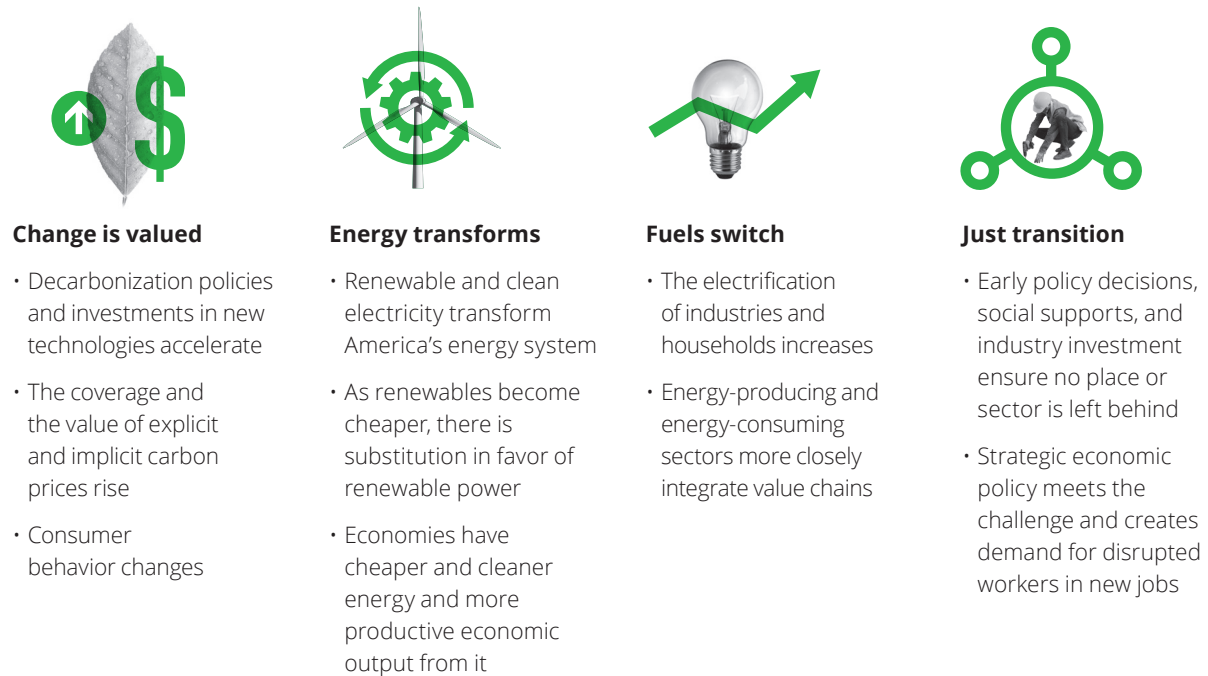 $
Change is valued
• Decarbonization policies
and investments in new
technologies accelerate
• The coverage and
the value of explicit
and implicit carbon
prices rise
• Consumer
behavior changes
Energy transforms
• Renewable and clean
electricity transform
America’s energy system
• As renewables become
cheaper, there is
substitution in favor of
renewable power
• Economies have
cheaper and cleaner
energy and more
productive economic
output from it
Fuels switch
• The electrification
of industries and
households increases
• Energy-producing and
energy-consuming
sectors more closely
integrate value chains
Just transition
• Early policy decisions,
social supports, and
industry investment
ensure no place or
sector is left behind
• Strategic economic
policy meets the
challenge and creates
demand for disrupted
workers in new jobs